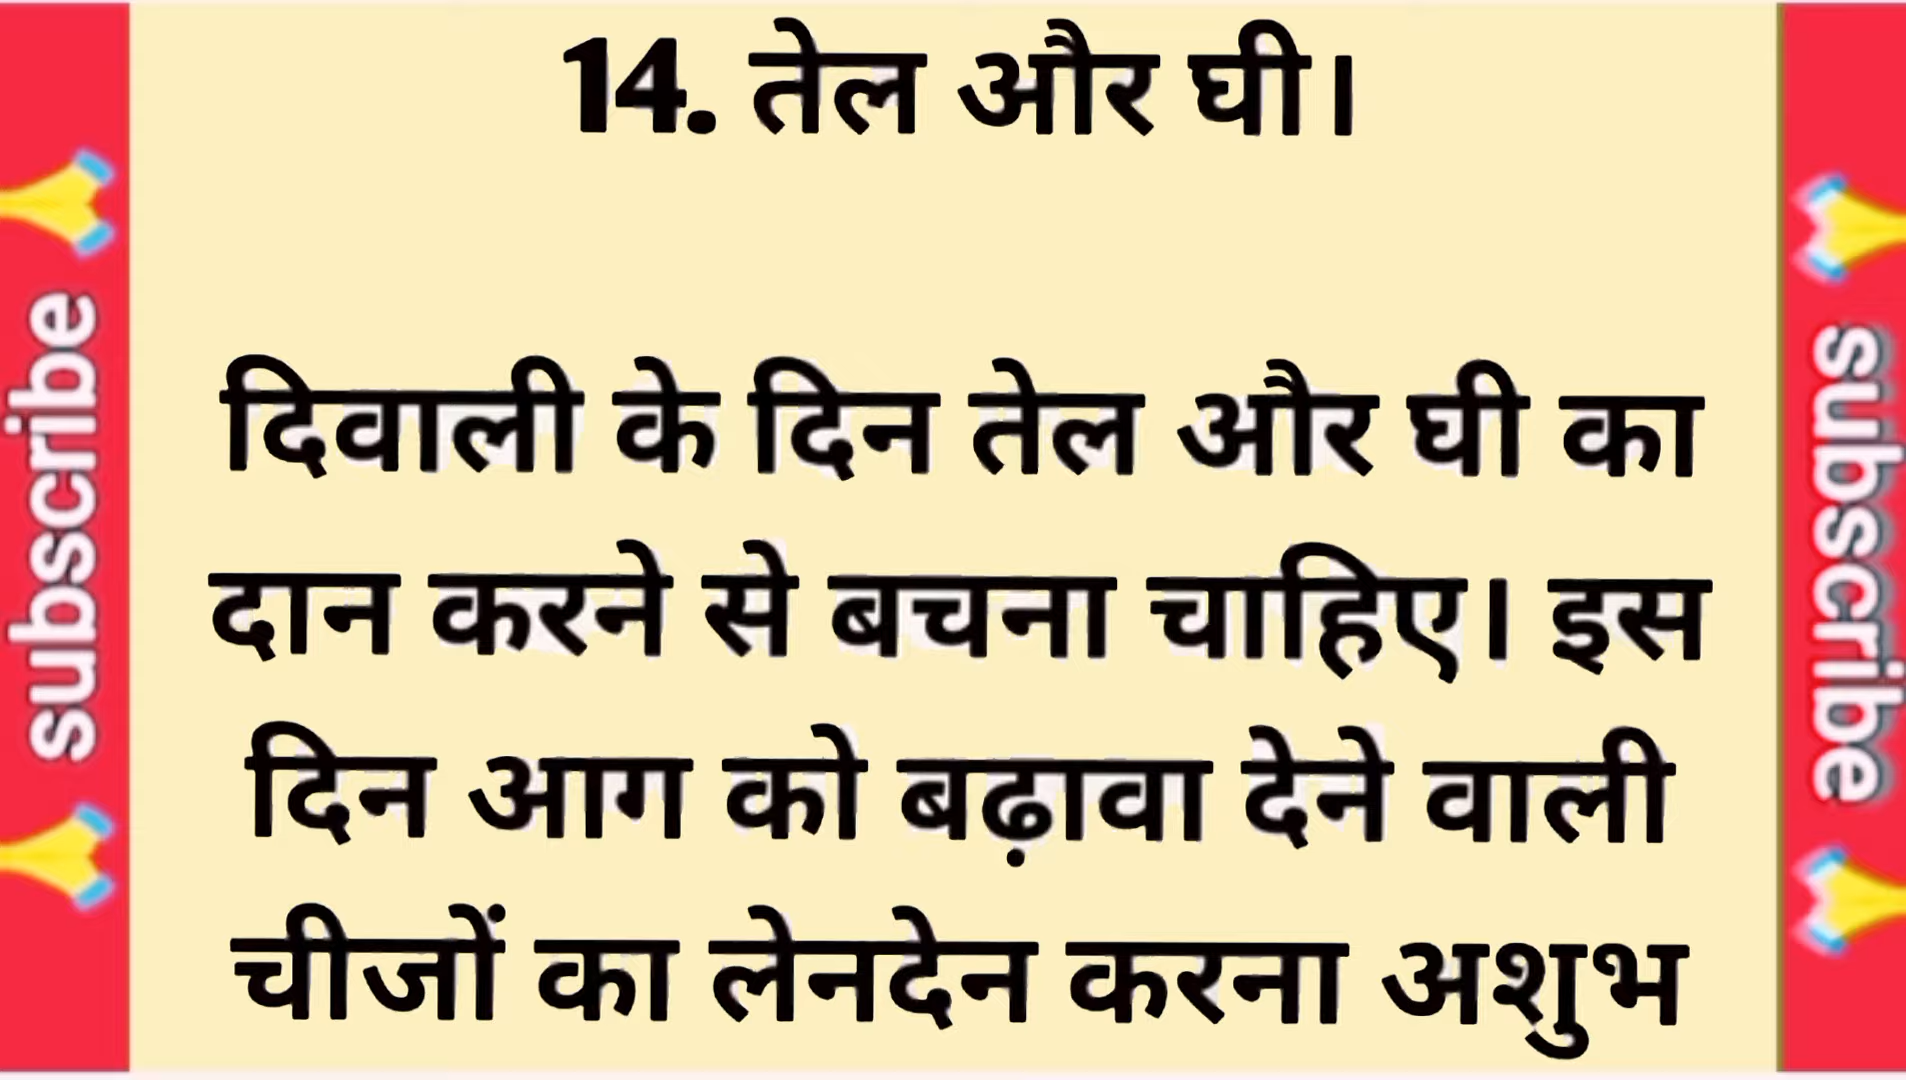 14. तेल और घी।
दिवाली के दिन तेल और घी का
दान करने से बचना चाहिए। इस
दिन आग को बढ़ावा देने वाली
चीजों का लेनदेन करना अशुभ
subscribe
subscribe